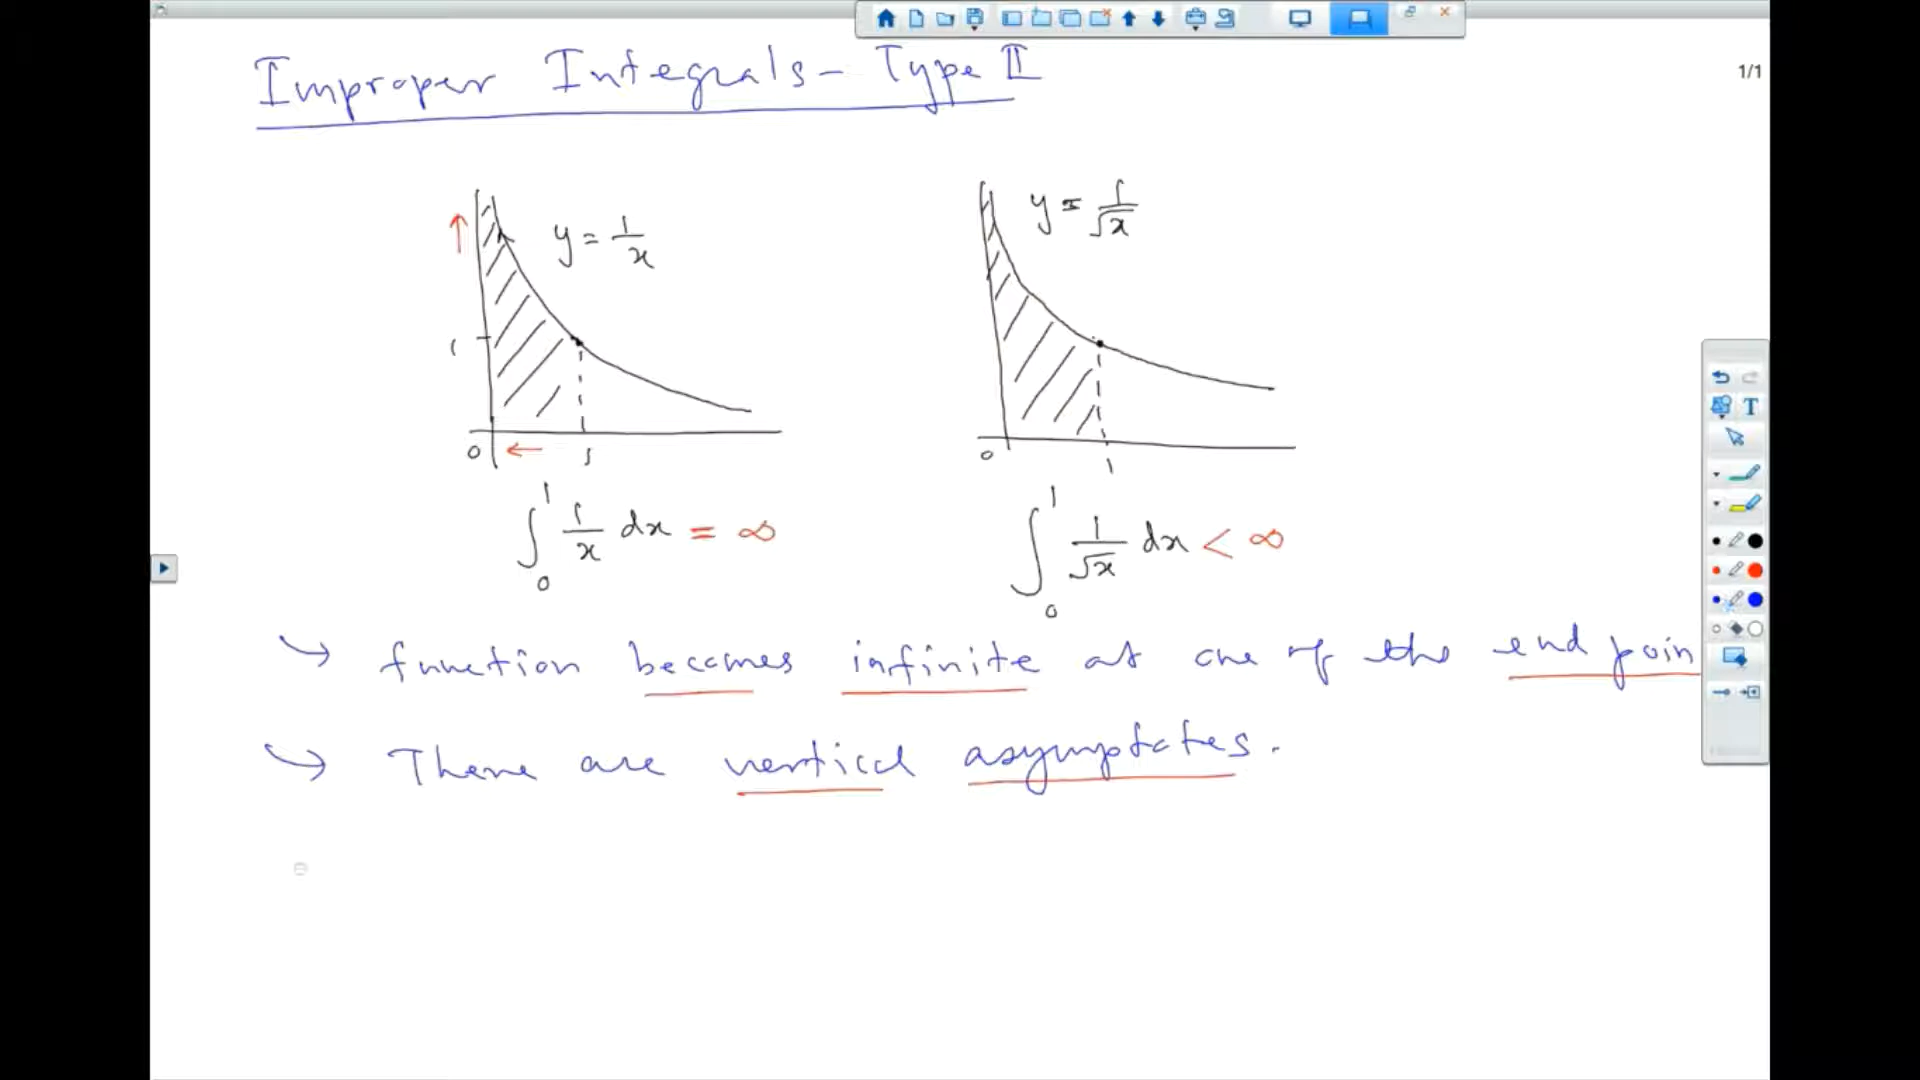 Improper Integrals - Type II
1/1
y = 1/x
y = 1/√x
1
0 ← 1
0 1
∫₀¹ 1/x dx = ∞
∫₀¹ 1/√x dx < ∞
→ function becomes infinite at one of the end poin
→ There are vertical asymptotes.
T